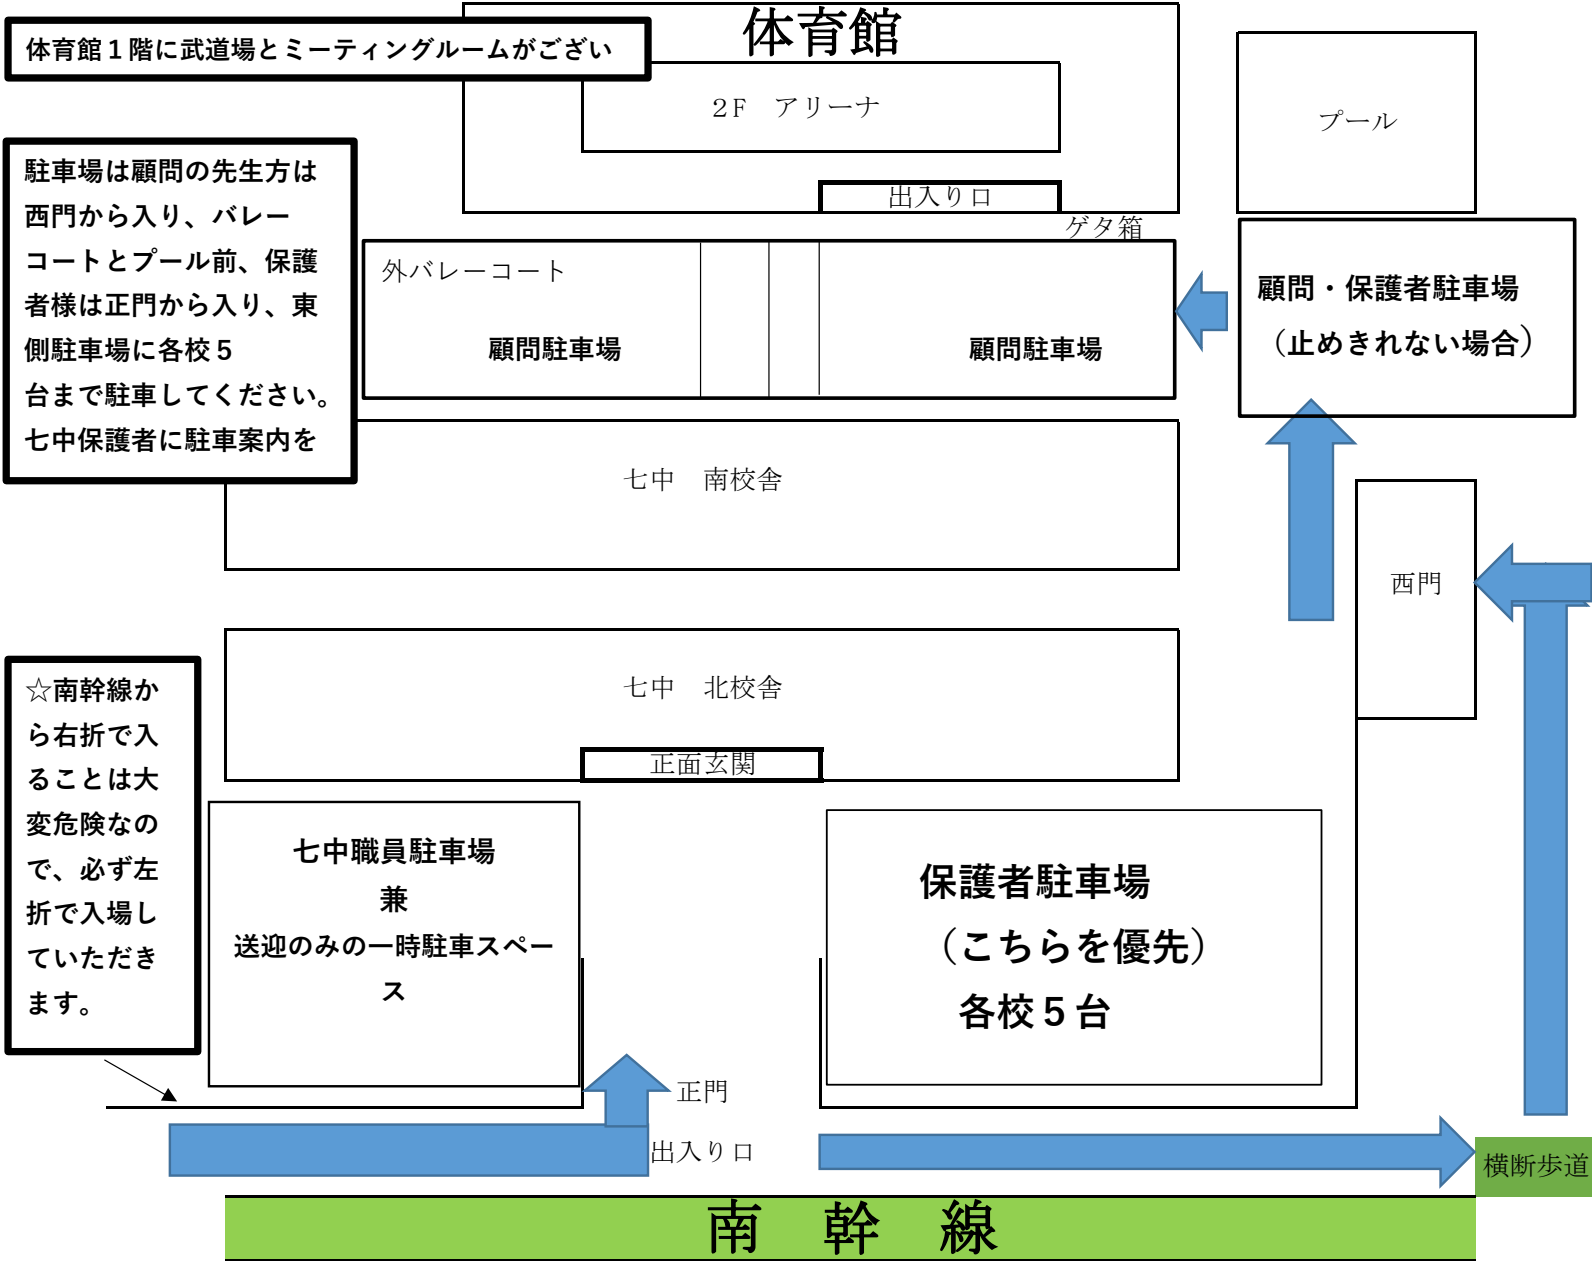 体育館
体育館１階に武道場とミーティングルームがござい
２F　アリーナ
プール
出入り口
ゲタ箱
駐車場は顧問の先生方は
西門から入り、バレー
コートとプール前、保護
者様は正門から入り、東
側駐車場に各校５
台まで駐車してください。
七中保護者に駐車案内を
外バレーコート
顧問駐車場
顧問駐車場
顧問・保護者駐車場
（止めきれない場合）
七中　南校舎
西門
七中　北校舎
正面玄関
☆南幹線か
ら右折で入
ることは大
変危険なの
で、必ず左
折で入場し
ていただき
ます。
七中職員駐車場
兼
送迎のみの一時駐車スペー
ス
保護者駐車場
（こちらを優先）
各校５台
正門
出入り口
横断歩道
南　幹　線